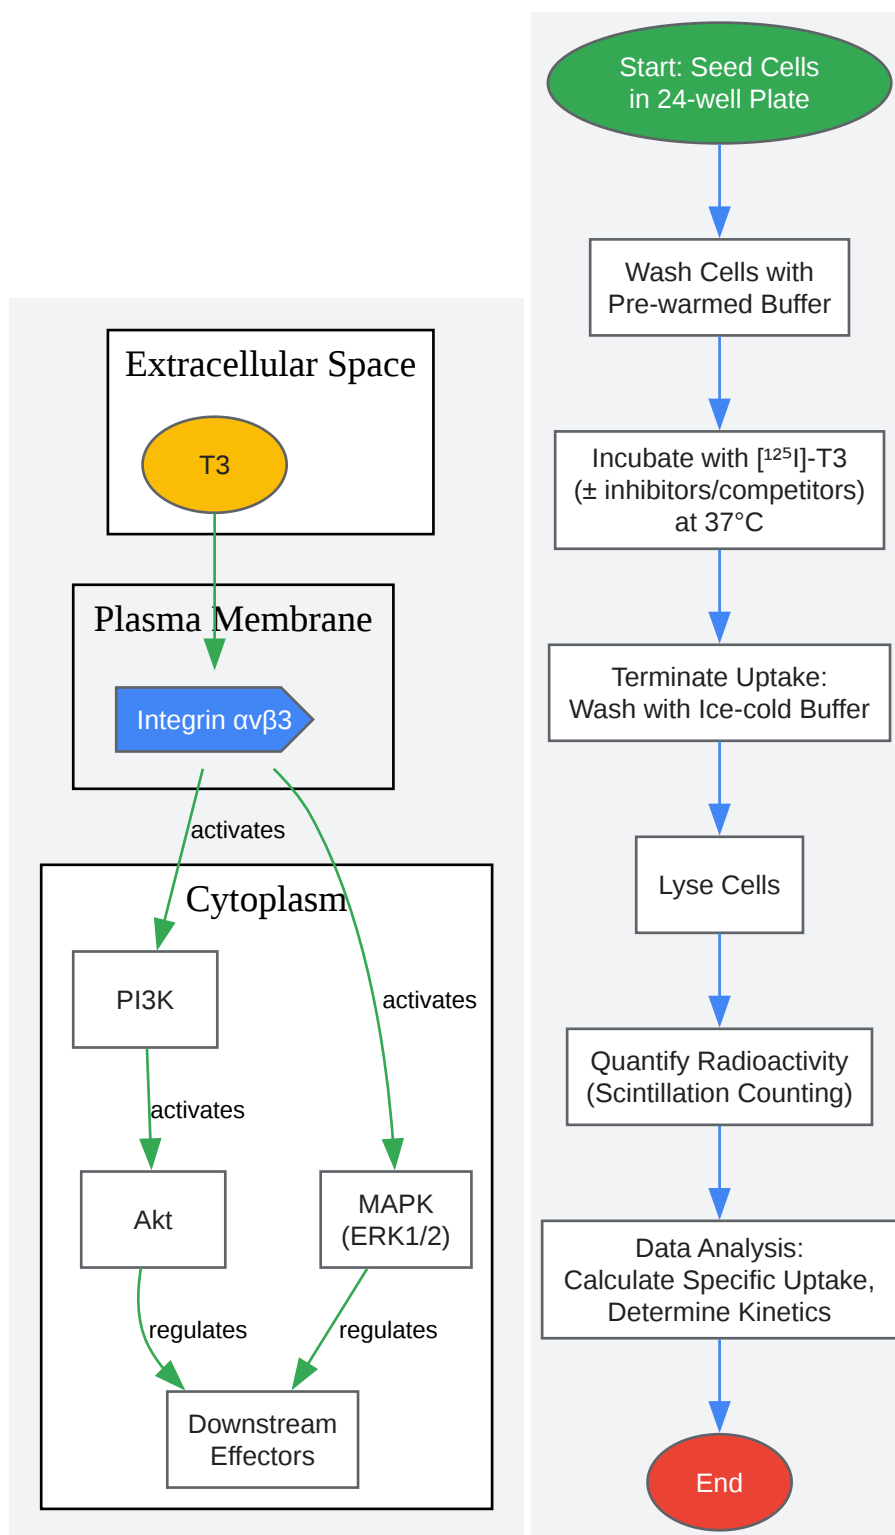 Extracellular Space
T3
Plasma Membrane
Integrin αvβ3
activates
Cytoplasm
PI3K
activates
activates
Akt
MAPK
(ERK1/2)
regulates
regulates
Downstream
Effectors
Start: Seed Cells
in 24-well Plate
Wash Cells with
Pre-warmed Buffer
Incubate with [¹²⁵I]-T3
(± inhibitors/competitors)
at 37°C
Terminate Uptake:
Wash with Ice-cold Buffer
Lyse Cells
Quantify Radioactivity
(Scintillation Counting)
Data Analysis:
Calculate Specific Uptake,
Determine Kinetics
End